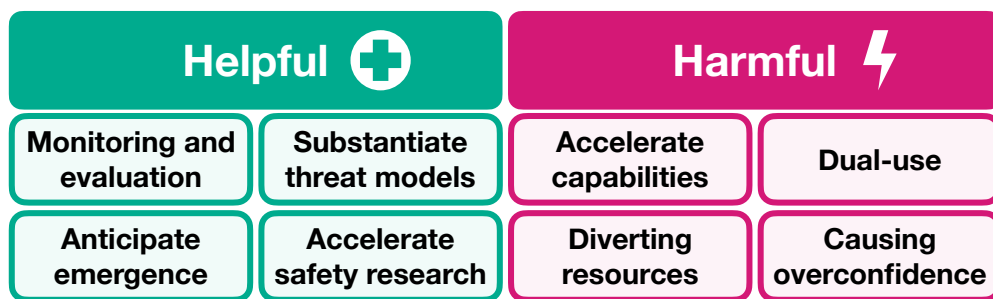 Helpful
Harmful
Monitoring and
evaluation
Substantiate
threat models
Accelerate
capabilities
Dual-use
Anticipate
emergence
Accelerate
safety research
Diverting
resources
Causing
overconfidence